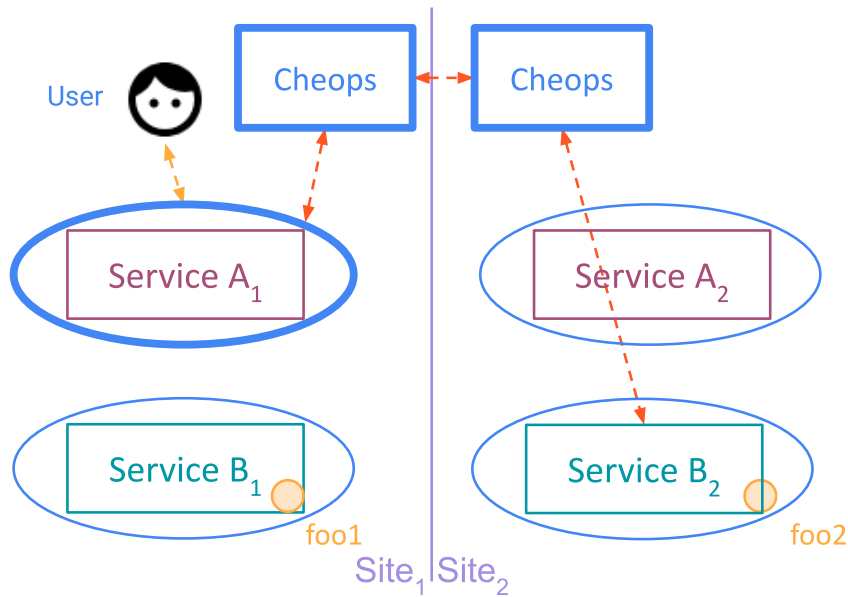 Cheops
Cheops
User
Service A1
Service A2
Service B1
Service B2
foo1
foo2
Site1
Site2